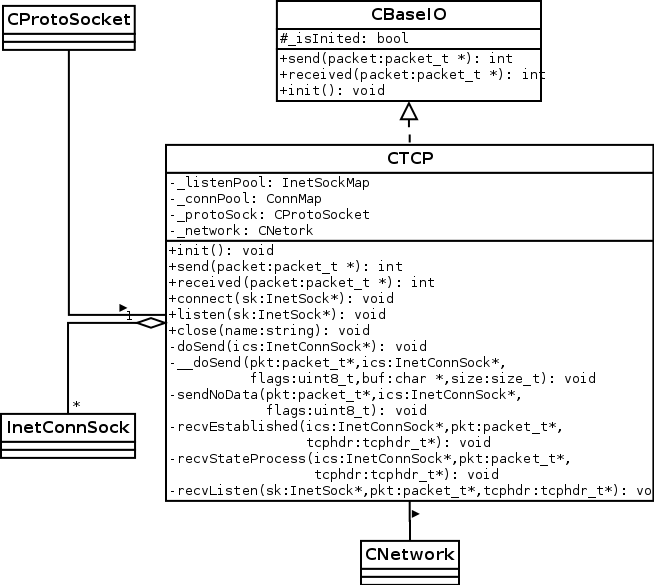 CProtoSocket
CBaseIO
#_isInited: bool
+send(packet:packet_t *): int
+received(packet:packet_t *): int
+init(): void
CTCP
-_listenPool: InetSockMap
-_connPool: ConnMap
-_protoSock: CProtoSocket
-_network: CNetork
+init(): void
+send(packet:packet_t *): int
+received(packet:packet_t *): int
+connect(sk:InetSock*): void
+listen(sk:InetSock*): void
+close(name:string): void
-doSend(ics:InetConnSock*): void
-__doSend(pkt:packet_t*,ics:InetConnSock*,
flags:uint8_t,buf:char *,size:size_t): void
-sendNoData(pkt:packet_t*,ics:InetConnSock*,
flags:uint8_t): void
-recvEstablished(ics:InetConnSock*,pkt:packet_t*,
tcphdr:tcphdr_t*): void
-recvStateProcess(ics:InetConnSock*,pkt:packet_t*,
tcphdr:tcphdr_t*): void
-recvListen(sk:InetSock*,pkt:packet_t*,tcphdr:tcphdr_t*): vo
1
*
InetConnSock
CNetwork